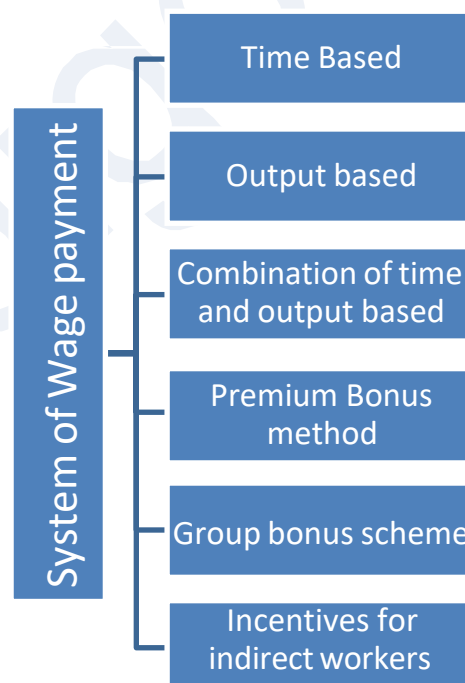 System of Wage payment
Time Based
Output based
Combination of time
and output based
Premium Bonus
method
Group bonus scheme
Incentives for
indirect workers